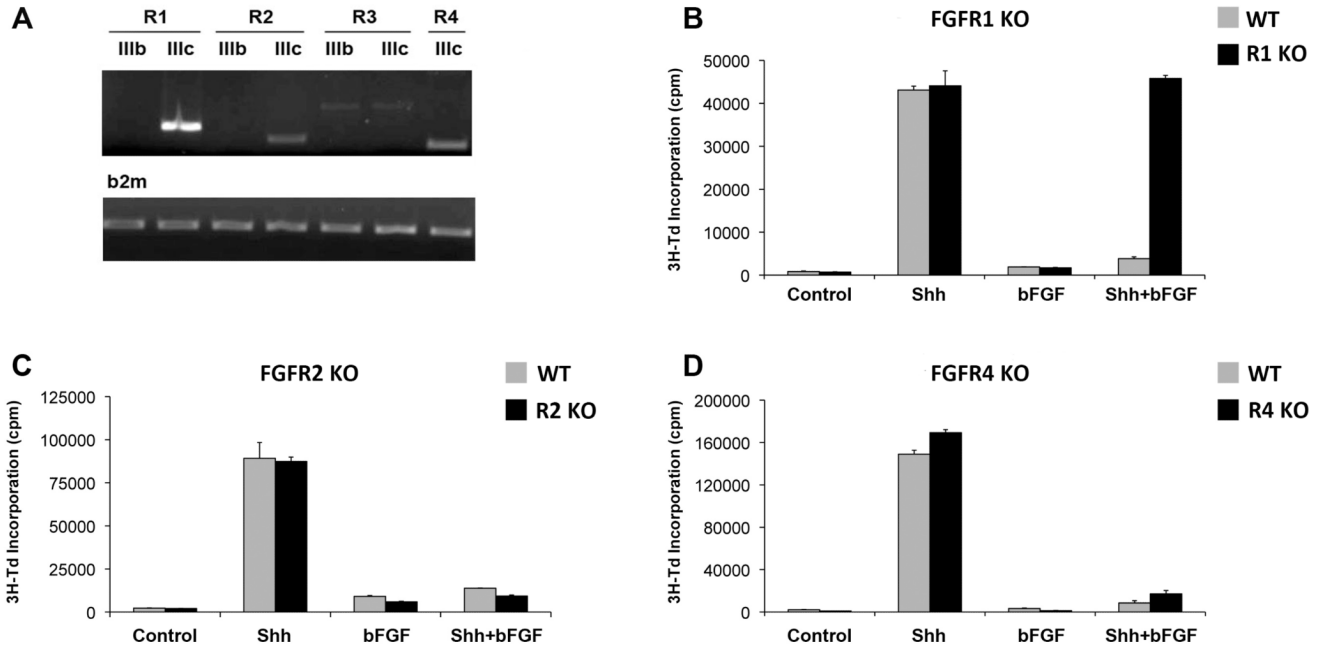 A
R1 R2 R3 R4
IIIb IIIc IIIb IIIc IIIb IIIc IIIc
b2m
B
FGFR1 KO
WT
R1 KO
3H-Td Incorporation (cpm)
50000
40000
30000
20000
10000
0
Control Shh bFGF Shh+bFGF
C
FGFR2 KO
WT
R2 KO
3H-Td Incorporation (cpm)
125000
100000
75000
50000
25000
0
Control Shh bFGF Shh+bFGF
D
FGFR4 KO
WT
R4 KO
3H-Td Incorporation (cpm)
200000
160000
120000
80000
40000
0
Control Shh bFGF Shh+bFGF